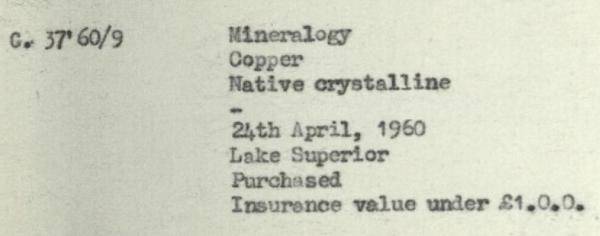 G. 37'60/9 Mineralogy
Copper
Native crystalline
-
24th April, 1960
Lake Superior
Purchased
Insurance value under £1.0.0.